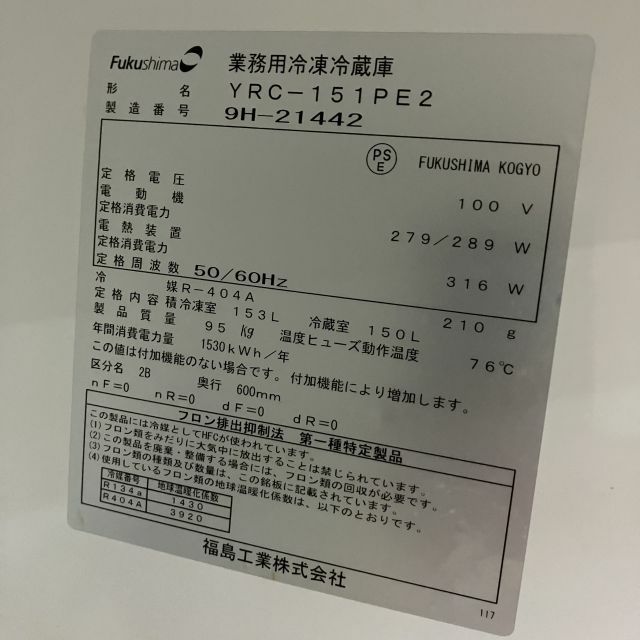 Fukushima 業務用冷凍冷蔵庫
形名 YRC-151PE2
製造番号 9H-21442
PSE FUKUSHIMA KOGYO
定格電圧 100 V
電動機
定格消費電力 279/289 W
電熱装置
定格消費電力 316 W
定格周波数 50/60Hz
冷媒 R-404A 210 g
定格内容積 冷凍室 153L 冷蔵室 150L
製品質量 95 Kg 温度ヒューズ動作温度 76℃
年間消費電力量 1530kWh/年
この値は付加機能のない場合です。付加機能により増加します。
区分名 2B 奥行 600mm
nF=0 nR=0 dF=0 dR=0
フロン排出抑制法 第一種特定製品
この製品には冷媒としてHFCが使われています。
(1)フロン類をみだりに大気中に放出することは禁じられています。
(2)この製品を廃棄・整備する場合には、フロン類の回収が必要です。
(3)フロン類の種類及び数量は、この銘板に記載されています。
(4)使用しているフロン類の地球温暖化係数は、以下のとおりです。
冷媒番号 地球温暖化係数
R134a 1430
R404A 3920
福島工業株式会社
117